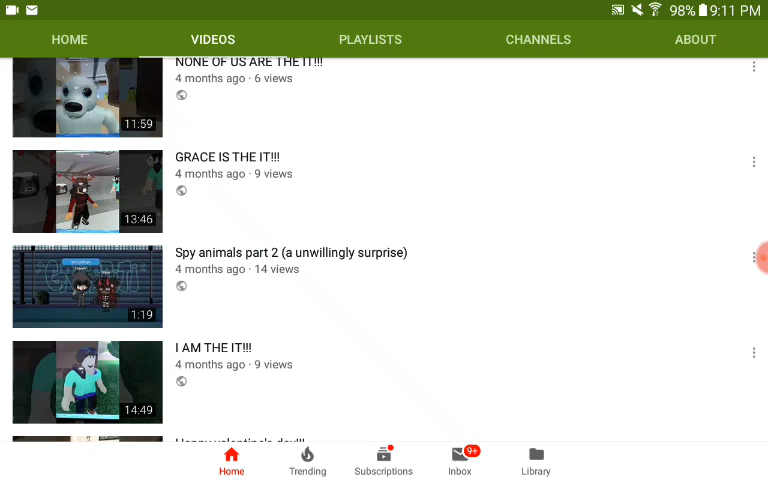 98% 9:11 PM
HOME VIDEOS PLAYLISTS CHANNELS ABOUT
NONE OF US ARE THE IT!!!
4 months ago · 6 views
11:59
GRACE IS THE IT!!!
4 months ago · 9 views
13:46
Spy animals part 2 (a unwillingly surprise)
4 months ago · 14 views
1:19
I AM THE IT!!!
4 months ago · 9 views
14:49
Happy valentine's day!!!
9+
Home Trending Subscriptions Inbox Library